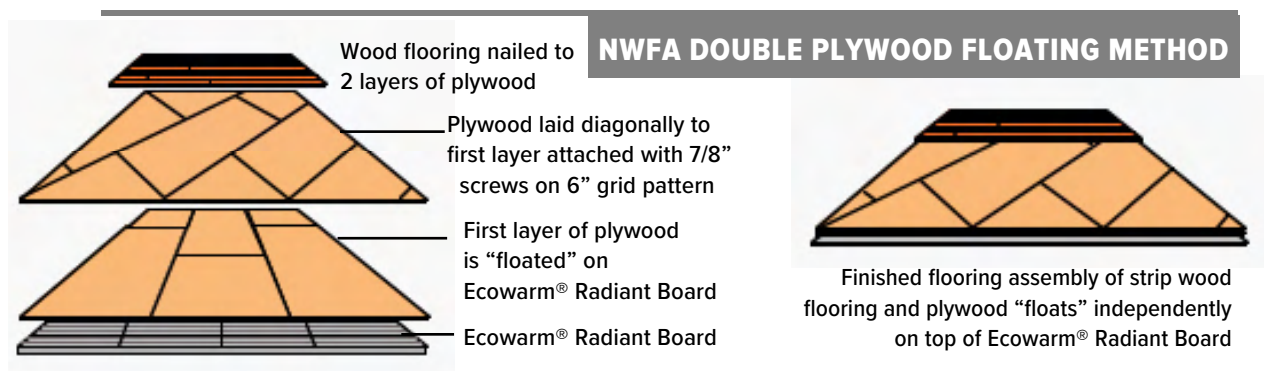 NWFA DOUBLE PLYWOOD FLOATING METHOD
Wood flooring nailed to
2 layers of plywood
Plywood laid diagonally to
first layer attached with 7/8”
screws on 6” grid pattern
First layer of plywood
is “floated” on
Ecowarm® Radiant Board
Ecowarm® Radiant Board
Finished flooring assembly of strip wood
flooring and plywood “floats” independently
on top of Ecowarm® Radiant Board